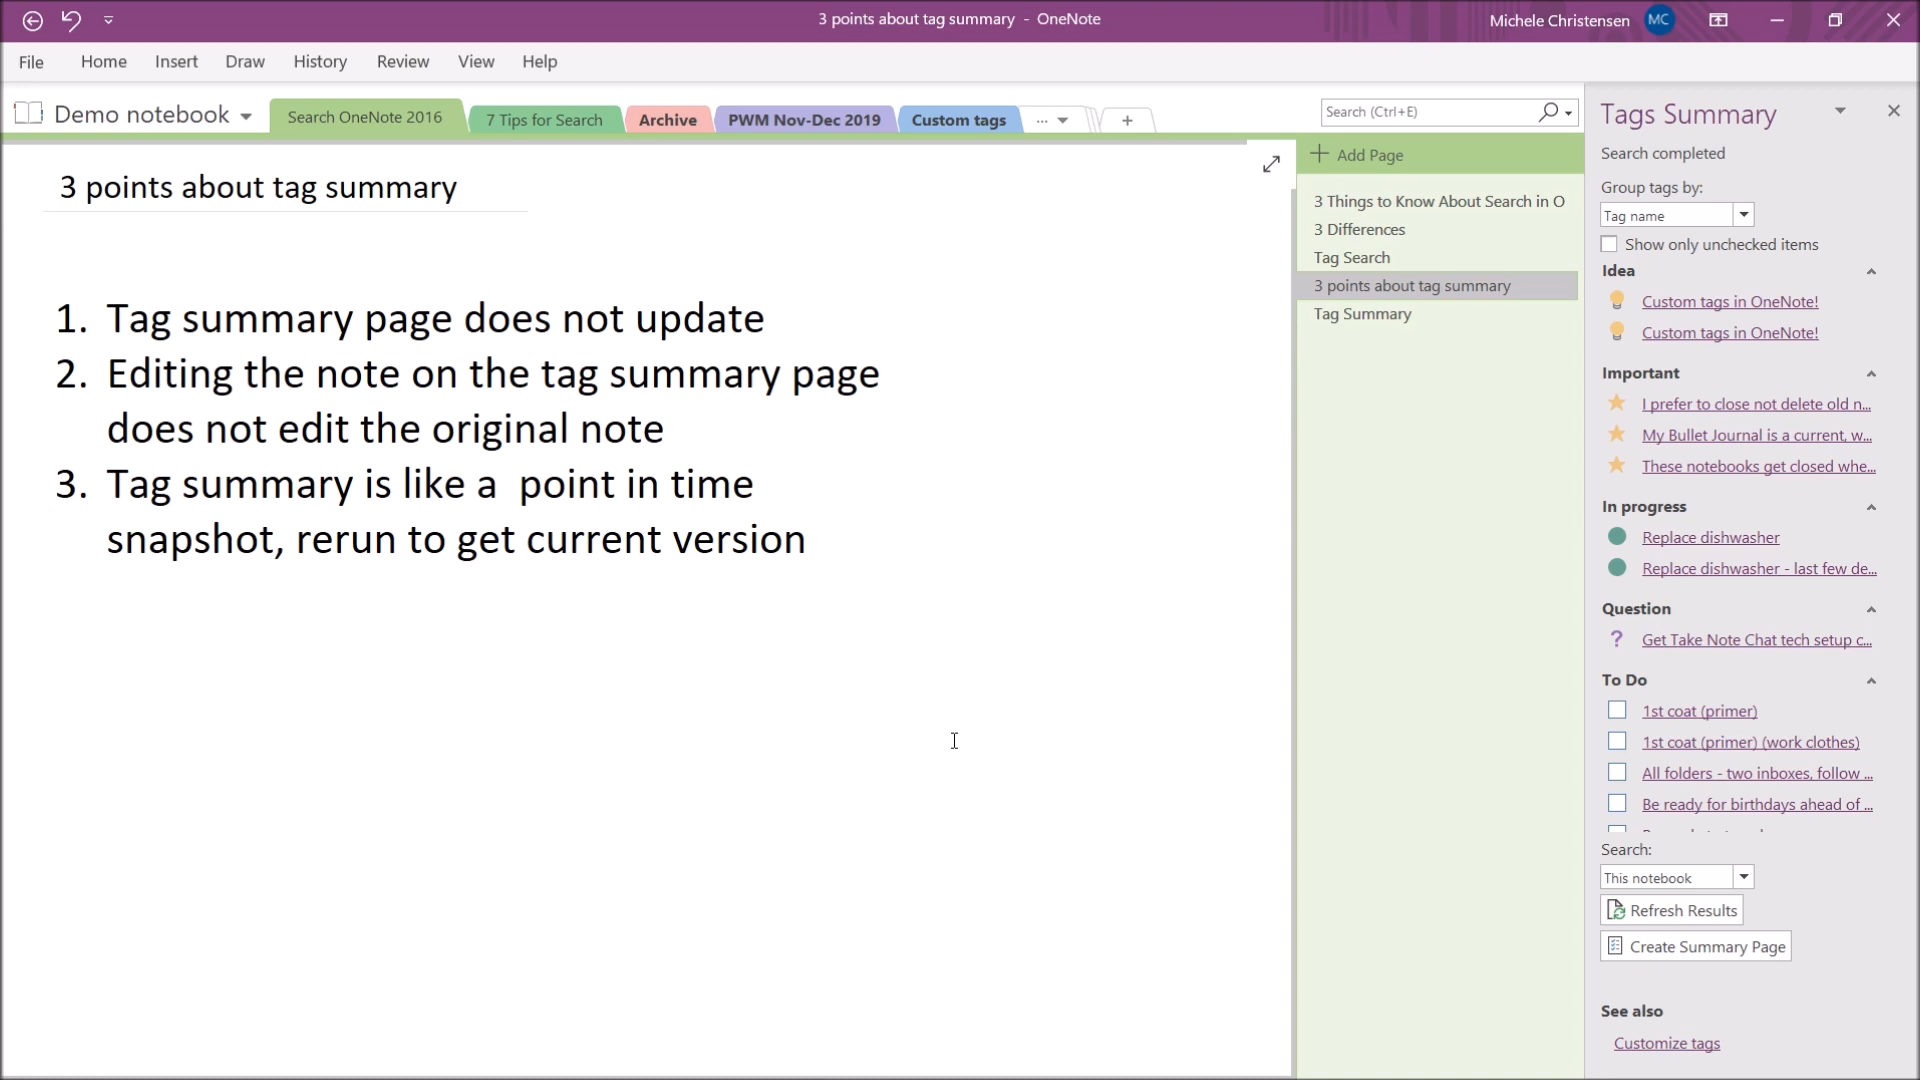 3 points about tag summary - OneNote
Michele Christensen
MC
File
Home
Insert
Draw
History
Review
View
Help
Demo notebook
Search OneNote 2016
7 Tips for Search
Archive
PWM Nov-Dec 2019
Custom tags
...
Search (Ctrl+E)
3 points about tag summary
1. Tag summary page does not update
2. Editing the note on the tag summary page
does not edit the original note
3. Tag summary is like a point in time
snapshot, rerun to get current version
Add Page
3 Things to Know About Search in O
3 Differences
Tag Search
3 points about tag summary
Tag Summary
Tags Summary
Search completed
Group tags by:
Tag name
Show only unchecked items
Idea
Custom tags in OneNote!
Custom tags in OneNote!
Important
I prefer to close not delete old n...
My Bullet Journal is a current, w...
These notebooks get closed whe...
In progress
Replace dishwasher
Replace dishwasher - last few de...
Question
? Get Take Note Chat tech setup c...
To Do
1st coat (primer)
1st coat (primer) (work clothes)
All folders - two inboxes, follow ...
Be ready for birthdays ahead of ...
Search:
This notebook
Refresh Results
Create Summary Page
See also
Customize tags